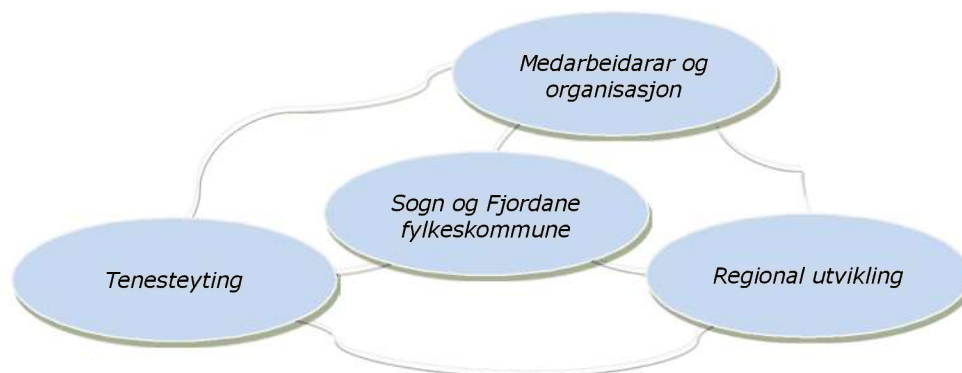 Medarbeidarar og
organisasjon
Sogn og Fjordane
fylkeskommune
Tenesteyting
Regional utvikling